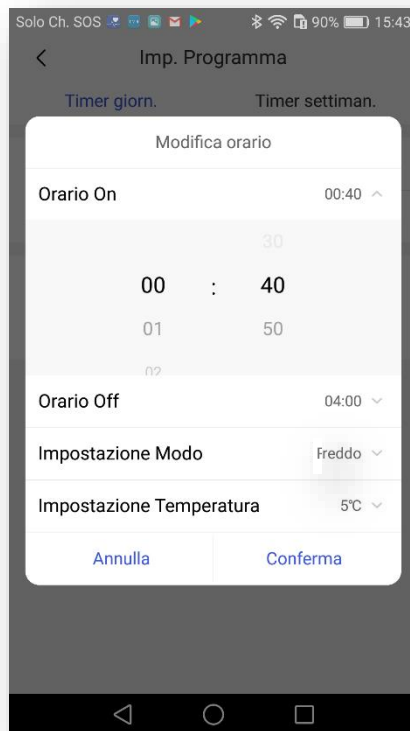 Solo Ch. SOS 90% 15:43
Imp. Programma
Timer giorn. Timer settiman.
Modifica orario
Orario On 00:40
30
00 : 40
01 50
02
Orario Off 04:00
Impostazione Modo Freddo
Impostazione Temperatura 5°C
Annulla Conferma